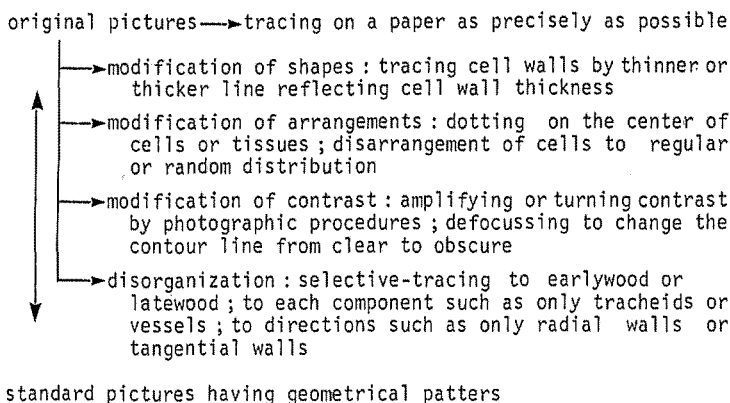 original pictures→tracing on a paper as precisely as possible
→modification of shapes : tracing cell walls by thinner or
thicker line reflecting cell wall thickness
→modification of arrangements : dotting on the center of
cells or tissues ; disarrangement of cells to regular
or random distribution
→modification of contrast : amplifying or turning contrast
by photographic procedures ; defocussing to change the
contour line from clear to obscure
→disorganization : selective-tracing to earlywood or
latewood ; to each component such as only tracheids or
vessels ; to directions such as only radial walls or
tangential walls
standard pictures having geometrical patters